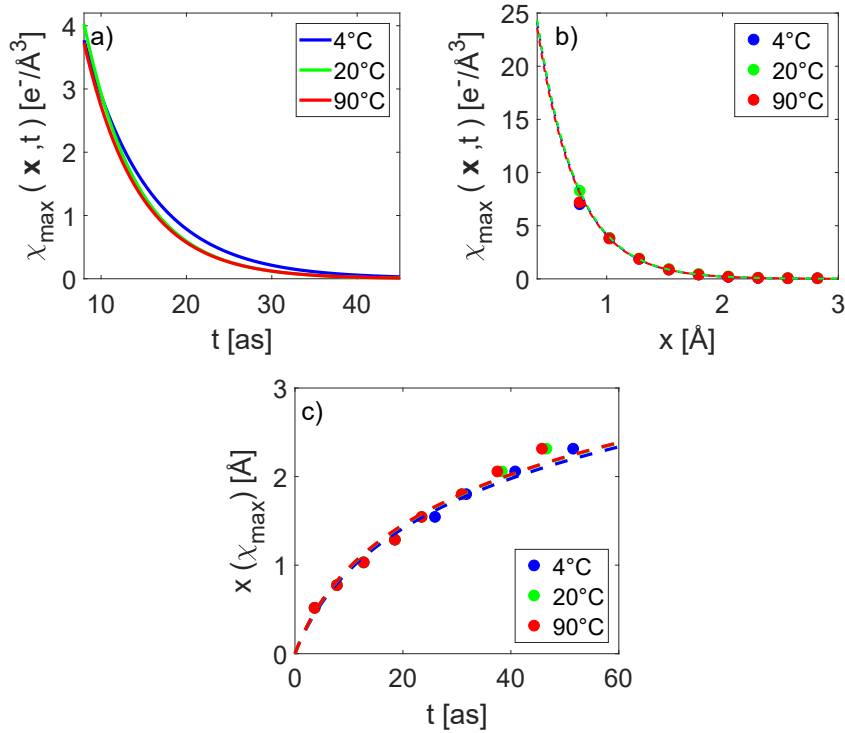 a)
4°C
20°C
90°C
χmax ( x ,t ) [e-/Å3]
4
3
2
1
0
10 20 30 40
t [as]
b)
4°C
20°C
90°C
χmax ( x ,t ) [e-/Å3]
25
20
15
10
5
0
1 2 3
x [Å]
c)
x (χmax) [Å]
3
2
1
0
4°C
20°C
90°C
0 20 40 60
t [as]